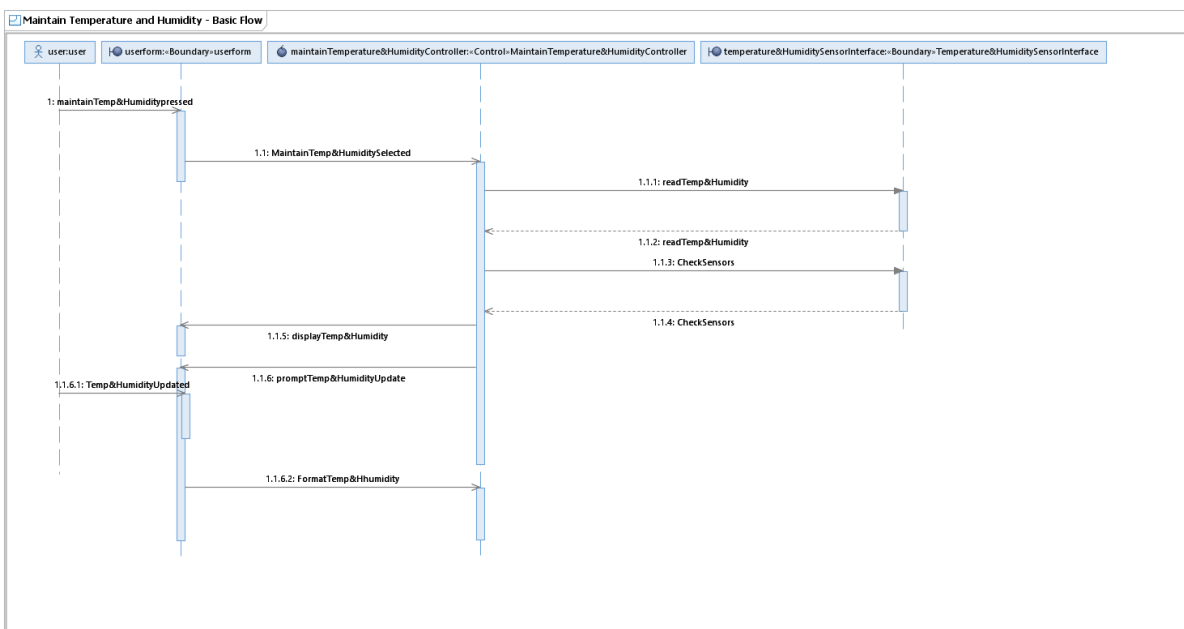 Maintain Temperature and Humidity - Basic Flow
user:user
userform:«Boundary»userform
maintainTemperature&HumidityController:«Control»MaintainTemperature&HumidityController
temperature&HumiditySensorInterface:«Boundary»Temperature&HumiditySensorInterface
1: maintainTemp&Humiditypressed
1.1: MaintainTemp&HumiditySelected
1.1.1: readTemp&Humidity
1.1.2: readTemp&Humidity
1.1.3: CheckSensors
1.1.4: CheckSensors
1.1.5: displayTemp&Humidity
1.1.6: promptTemp&HumidityUpdate
1.1.6.1: Temp&HumidityUpdated
1.1.6.2: FormatTemp&Hhumidity